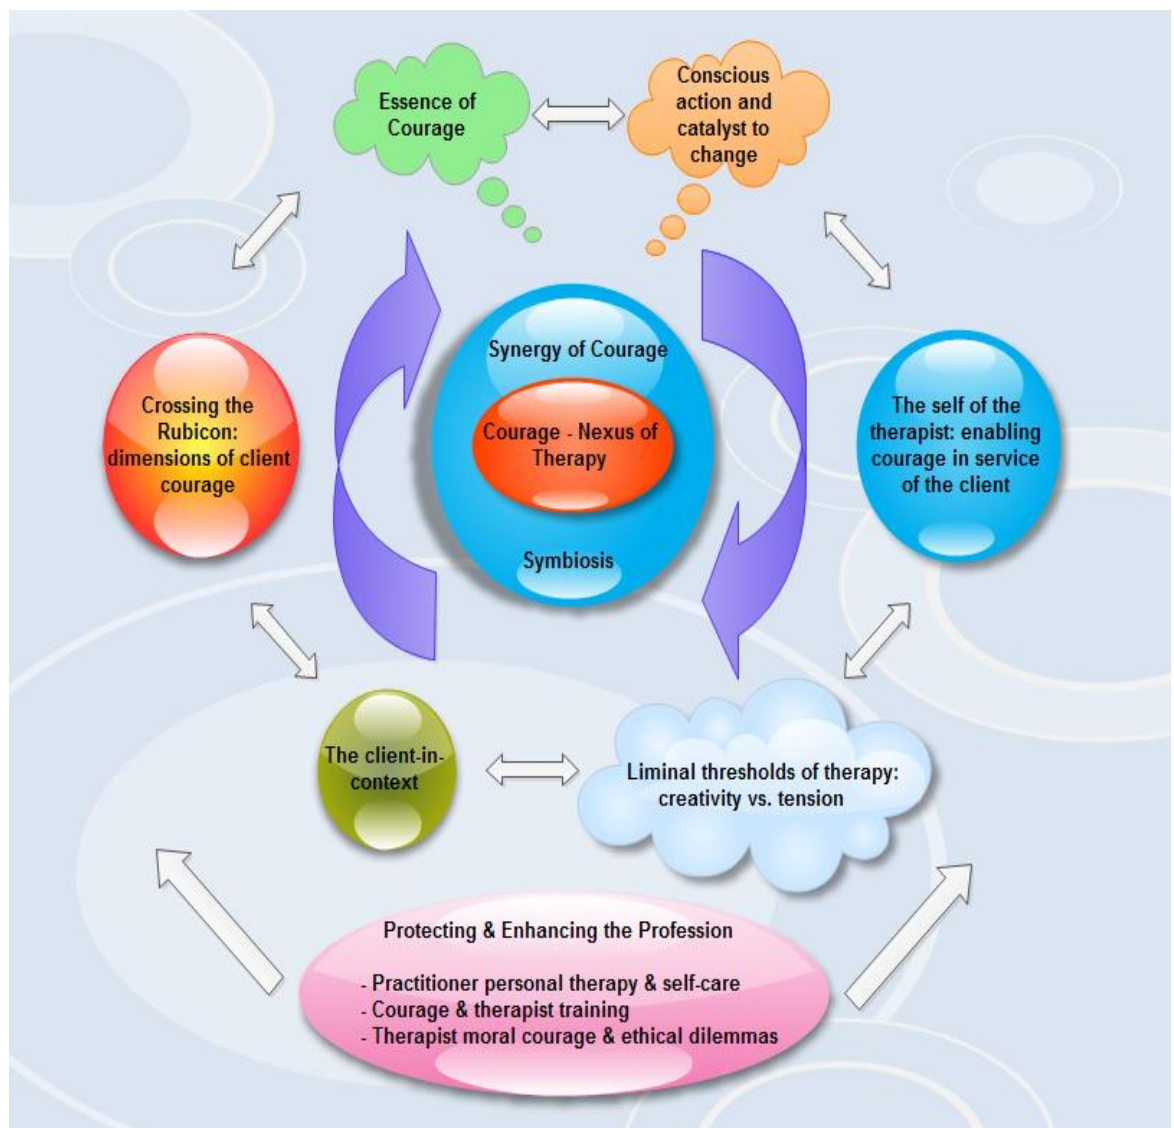 Essence of
Courage
Conscious
action and
catalyst to
change
Synergy of Courage
Courage - Nexus of
Therapy
Symbiosis
Crossing the
Rubicon:
dimensions of client
courage
The self of the
therapist: enabling
courage in service
of the client
The client-in-
context
Liminal thresholds of therapy:
creativity vs. tension
Protecting & Enhancing the Profession
- Practitioner personal therapy & self-care
- Courage & therapist training
- Therapist moral courage & ethical dilemmas